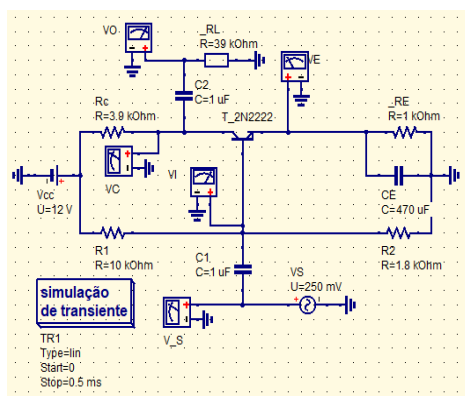 VO
_RL
R=39 kOhm
VE
C2
C=1 uF
Rc
R=3.9 kOhm
T_2N2222
_RE
R=1 kOhm
VC
VI
Vcc
U=12 V
CE
C=470 uF
R1
R=10 kOhm
C1
C=1 uF
VS
U=250 mV
R2
R=1.8 kOhm
simulação
de transiente
V_S
TR1
Type=lin
Start=0
Stop=0.5 ms